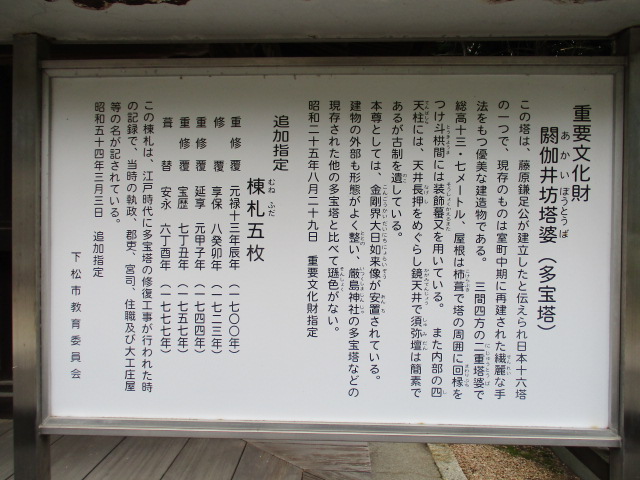 重要文化財
閼伽井坊塔婆（多宝塔）
あかいぼうとうば
この塔は、藤原鎌足公が建立したと伝えられ日本十六塔
の一つで、現存のものは室町中期に再建された繊麗な手
法をもつ優美な建造物である。　三間四方の二重塔婆で
総高十三・七メートル、屋根は柿葺で塔の周囲に回椽を
つけ斗栱間には装飾蟇又を用いている。　また内部の四
天柱には、天井長押をめぐらし鏡天井で須弥壇は簡素で
あるが古制を遺している。
本尊としては、金剛界大日如来像が安置されている。
建物の外部も形態がよく整い、厳島神社の多宝塔などの
現存された他の多宝塔と比べて遜色がない。
昭和二十五年八月二十九日　重要文化財指定
追加指定
棟札五枚
むねふだ
重修復　元禄十三年辰年（一七〇〇年）
修復　享保　八癸卯年（一七二三年）
重修復　延享　元甲子年（一七四四年）
重修復　宝歴　七丁丑年（一七五七年）
葺替　安永　六丁酉年（一七七七年）
この棟札は、江戸時代に多宝塔の修復工事が行われた時
の記録で、当時の執政、郡吏、宮司、住職及び大工庄屋
等の名が記されている。
昭和五十四年三月三日　追加指定
下松市教育委員会